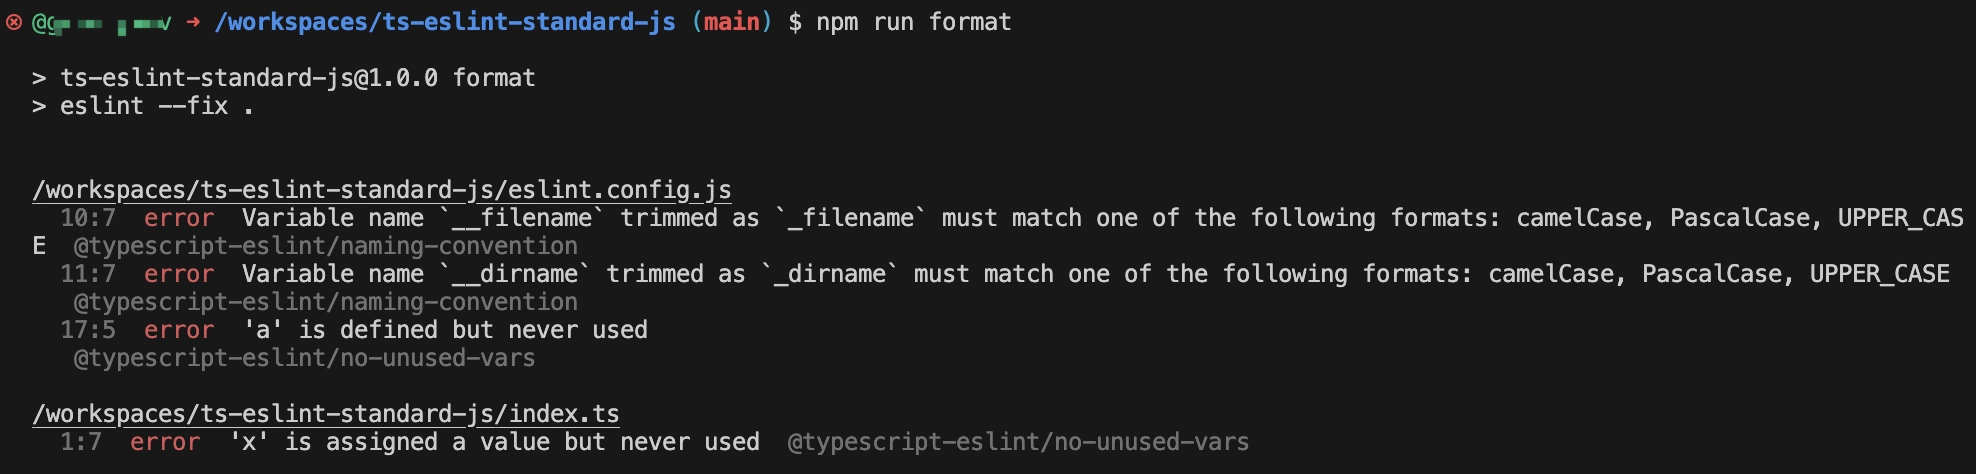 ➜ /workspaces/ts-eslint-standard-js (main) $ npm run format
> ts-eslint-standard-js@1.0.0 format
> eslint --fix .
/workspaces/ts-eslint-standard-js/eslint.config.js
10:7 error Variable name `__filename` trimmed as `_filename` must match one of the following formats: camelCase, PascalCase, UPPER_CAS
E @typescript-eslint/naming-convention
11:7 error Variable name `__dirname` trimmed as `_dirname` must match one of the following formats: camelCase, PascalCase, UPPER_CASE
@typescript-eslint/naming-convention
17:5 error 'a' is defined but never used
@typescript-eslint/no-unused-vars
/workspaces/ts-eslint-standard-js/index.ts
1:7 error 'x' is assigned a value but never used @typescript-eslint/no-unused-vars